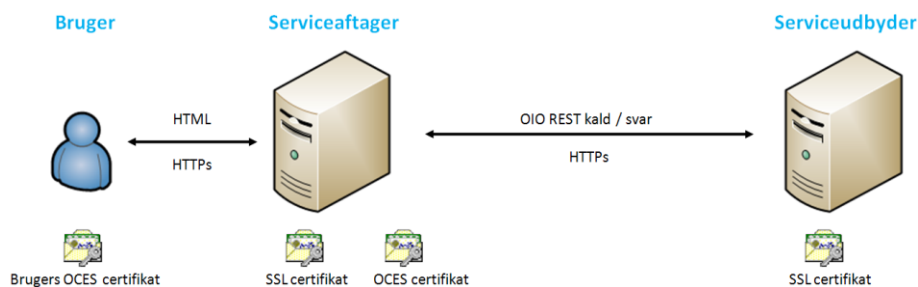 Bruger
Serviceaftager
Serviceudbyder
HTML
HTTPs
OIO REST kald / svar
HTTPs
Brugers OCES certifikat
SSL certifikat
OCES certifikat
SSL certifikat